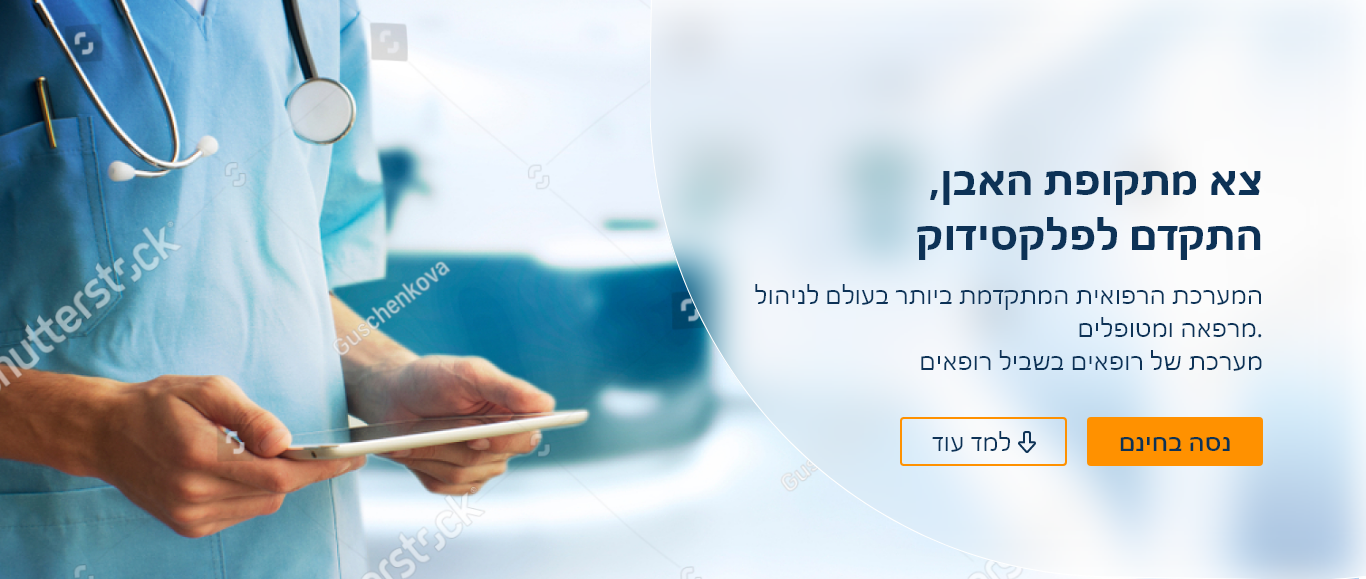 צא מתקופת האבן,
התקדם לפלקסידוק
המערכת הרפואית המתקדמת ביותר בעולם לניהול
.מרפאה ומטופלים
מערכת של רופאים בשביל רופאים
נסה בחינם
למד עוד
shutterstock
Guschenkova